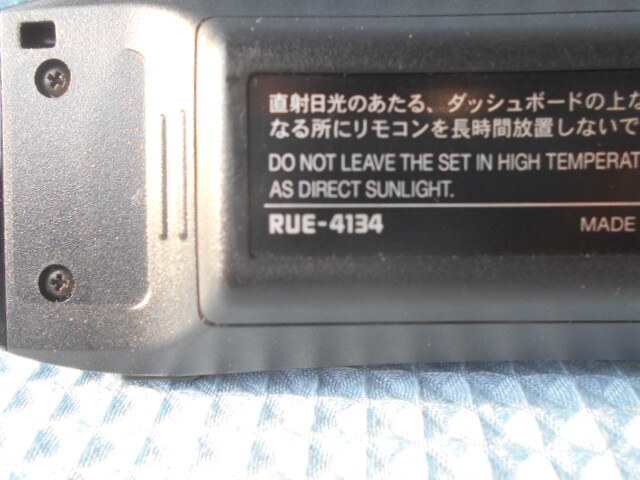 直射日光のあたる、ダッシュボードの上な
なる所にリモコンを長時間放置しないで
DO NOT LEAVE THE SET IN HIGH TEMPERAT
AS DIRECT SUNLIGHT.
RUE-4134 MADE